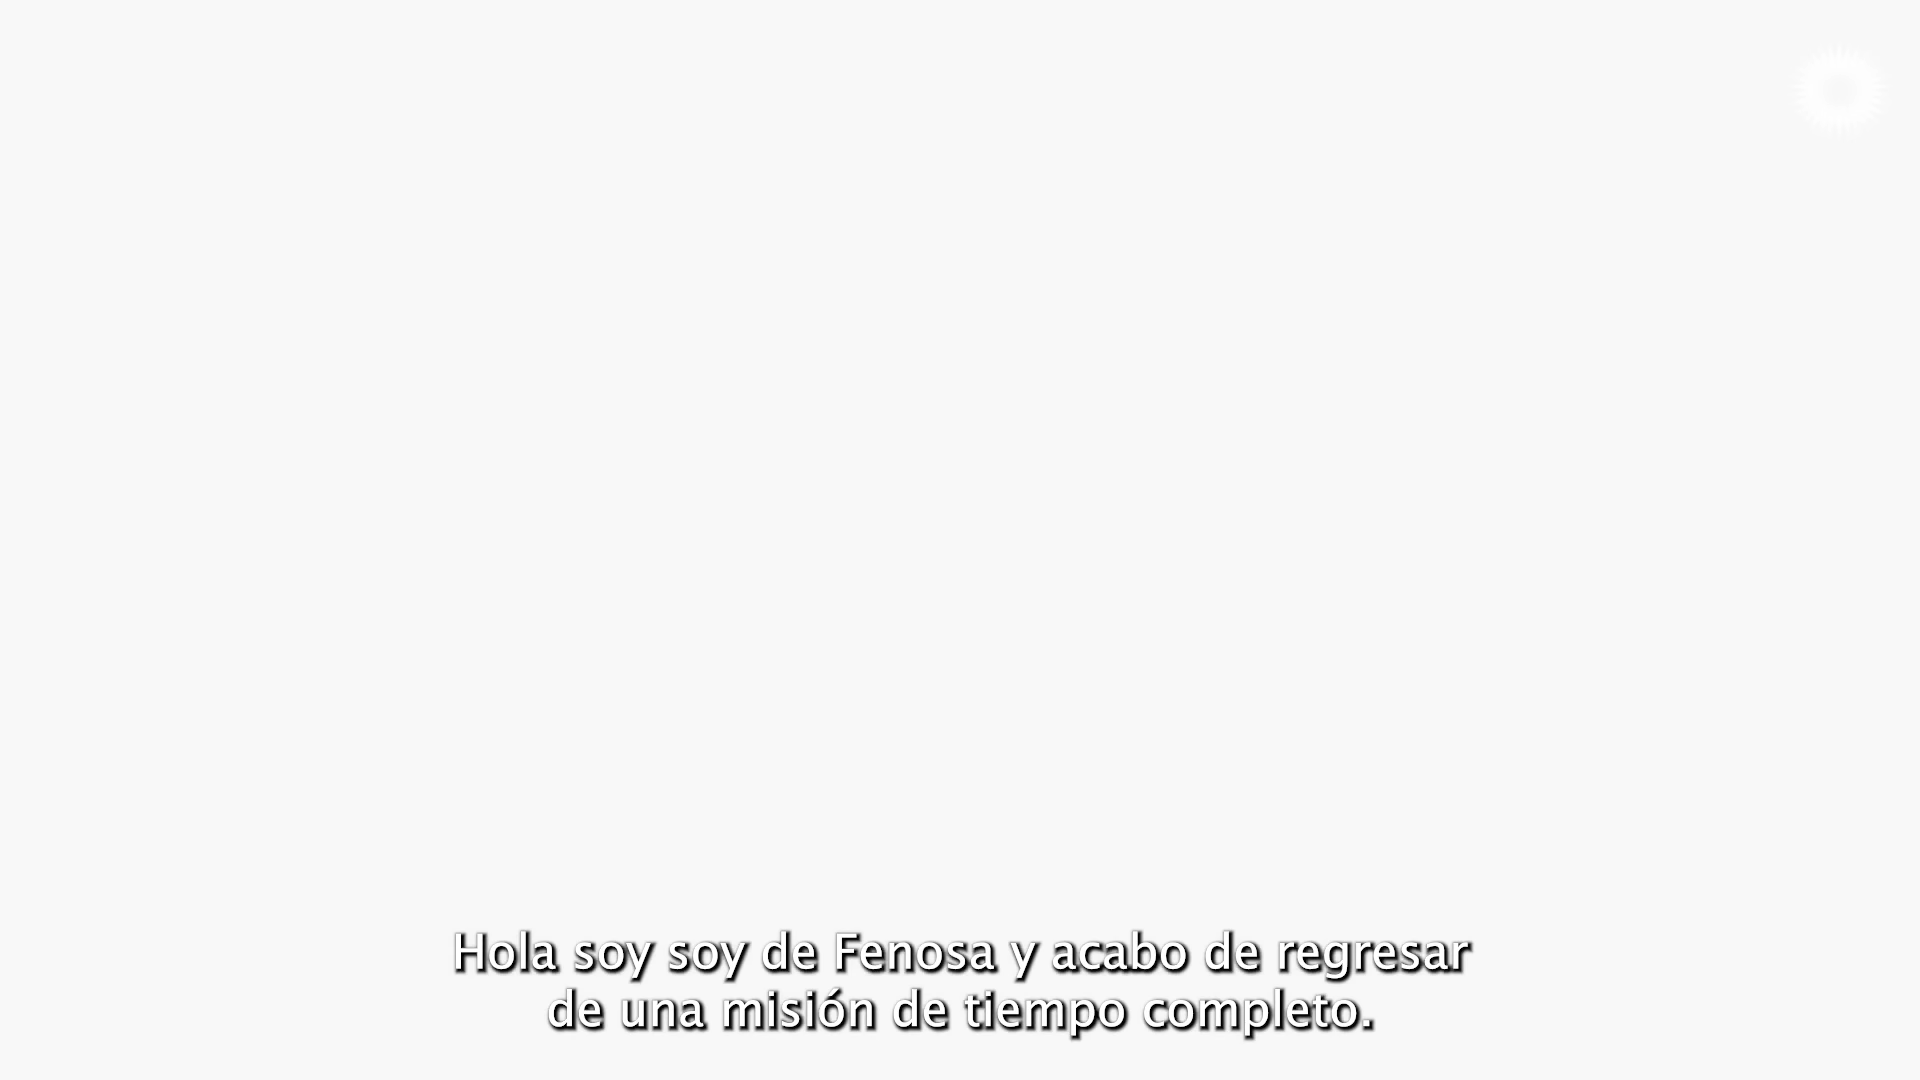 Hola soy soy de Fenosa y acabo de regresar
de una misión de tiempo completo.